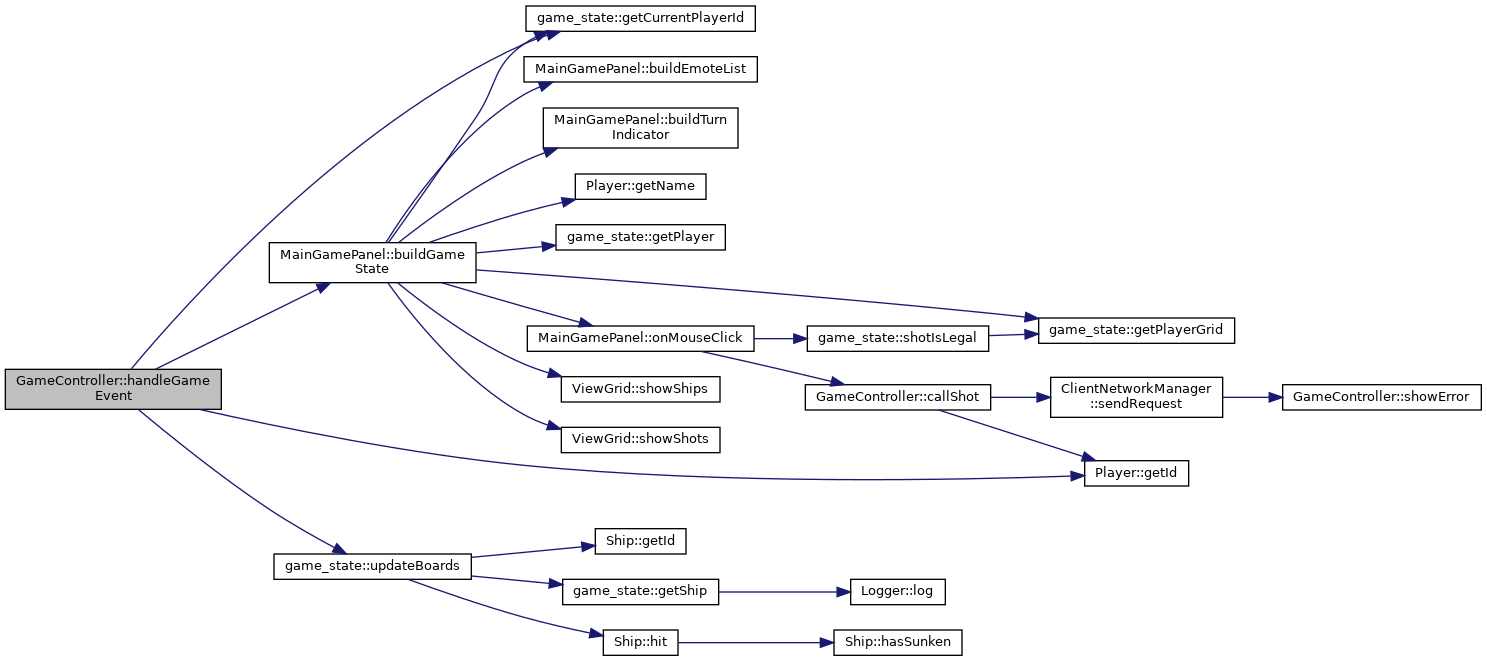 game_state::getCurrentPlayerId
MainGamePanel::buildEmoteList
MainGamePanel::buildTurn
Indicator
Player::getName
game_state::getPlayer
MainGamePanel::buildGame
State
game_state::getPlayerGrid
MainGamePanel::onMouseClick
game_state::shotIsLegal
GameController::handleGame
Event
ViewGrid::showShips
GameController::callShot
ClientNetworkManager
::sendRequest
GameController::showError
ViewGrid::showShots
Player::getId
Ship::getId
game_state::updateBoards
game_state::getShip
Logger::log
Ship::hit
Ship::hasSunken